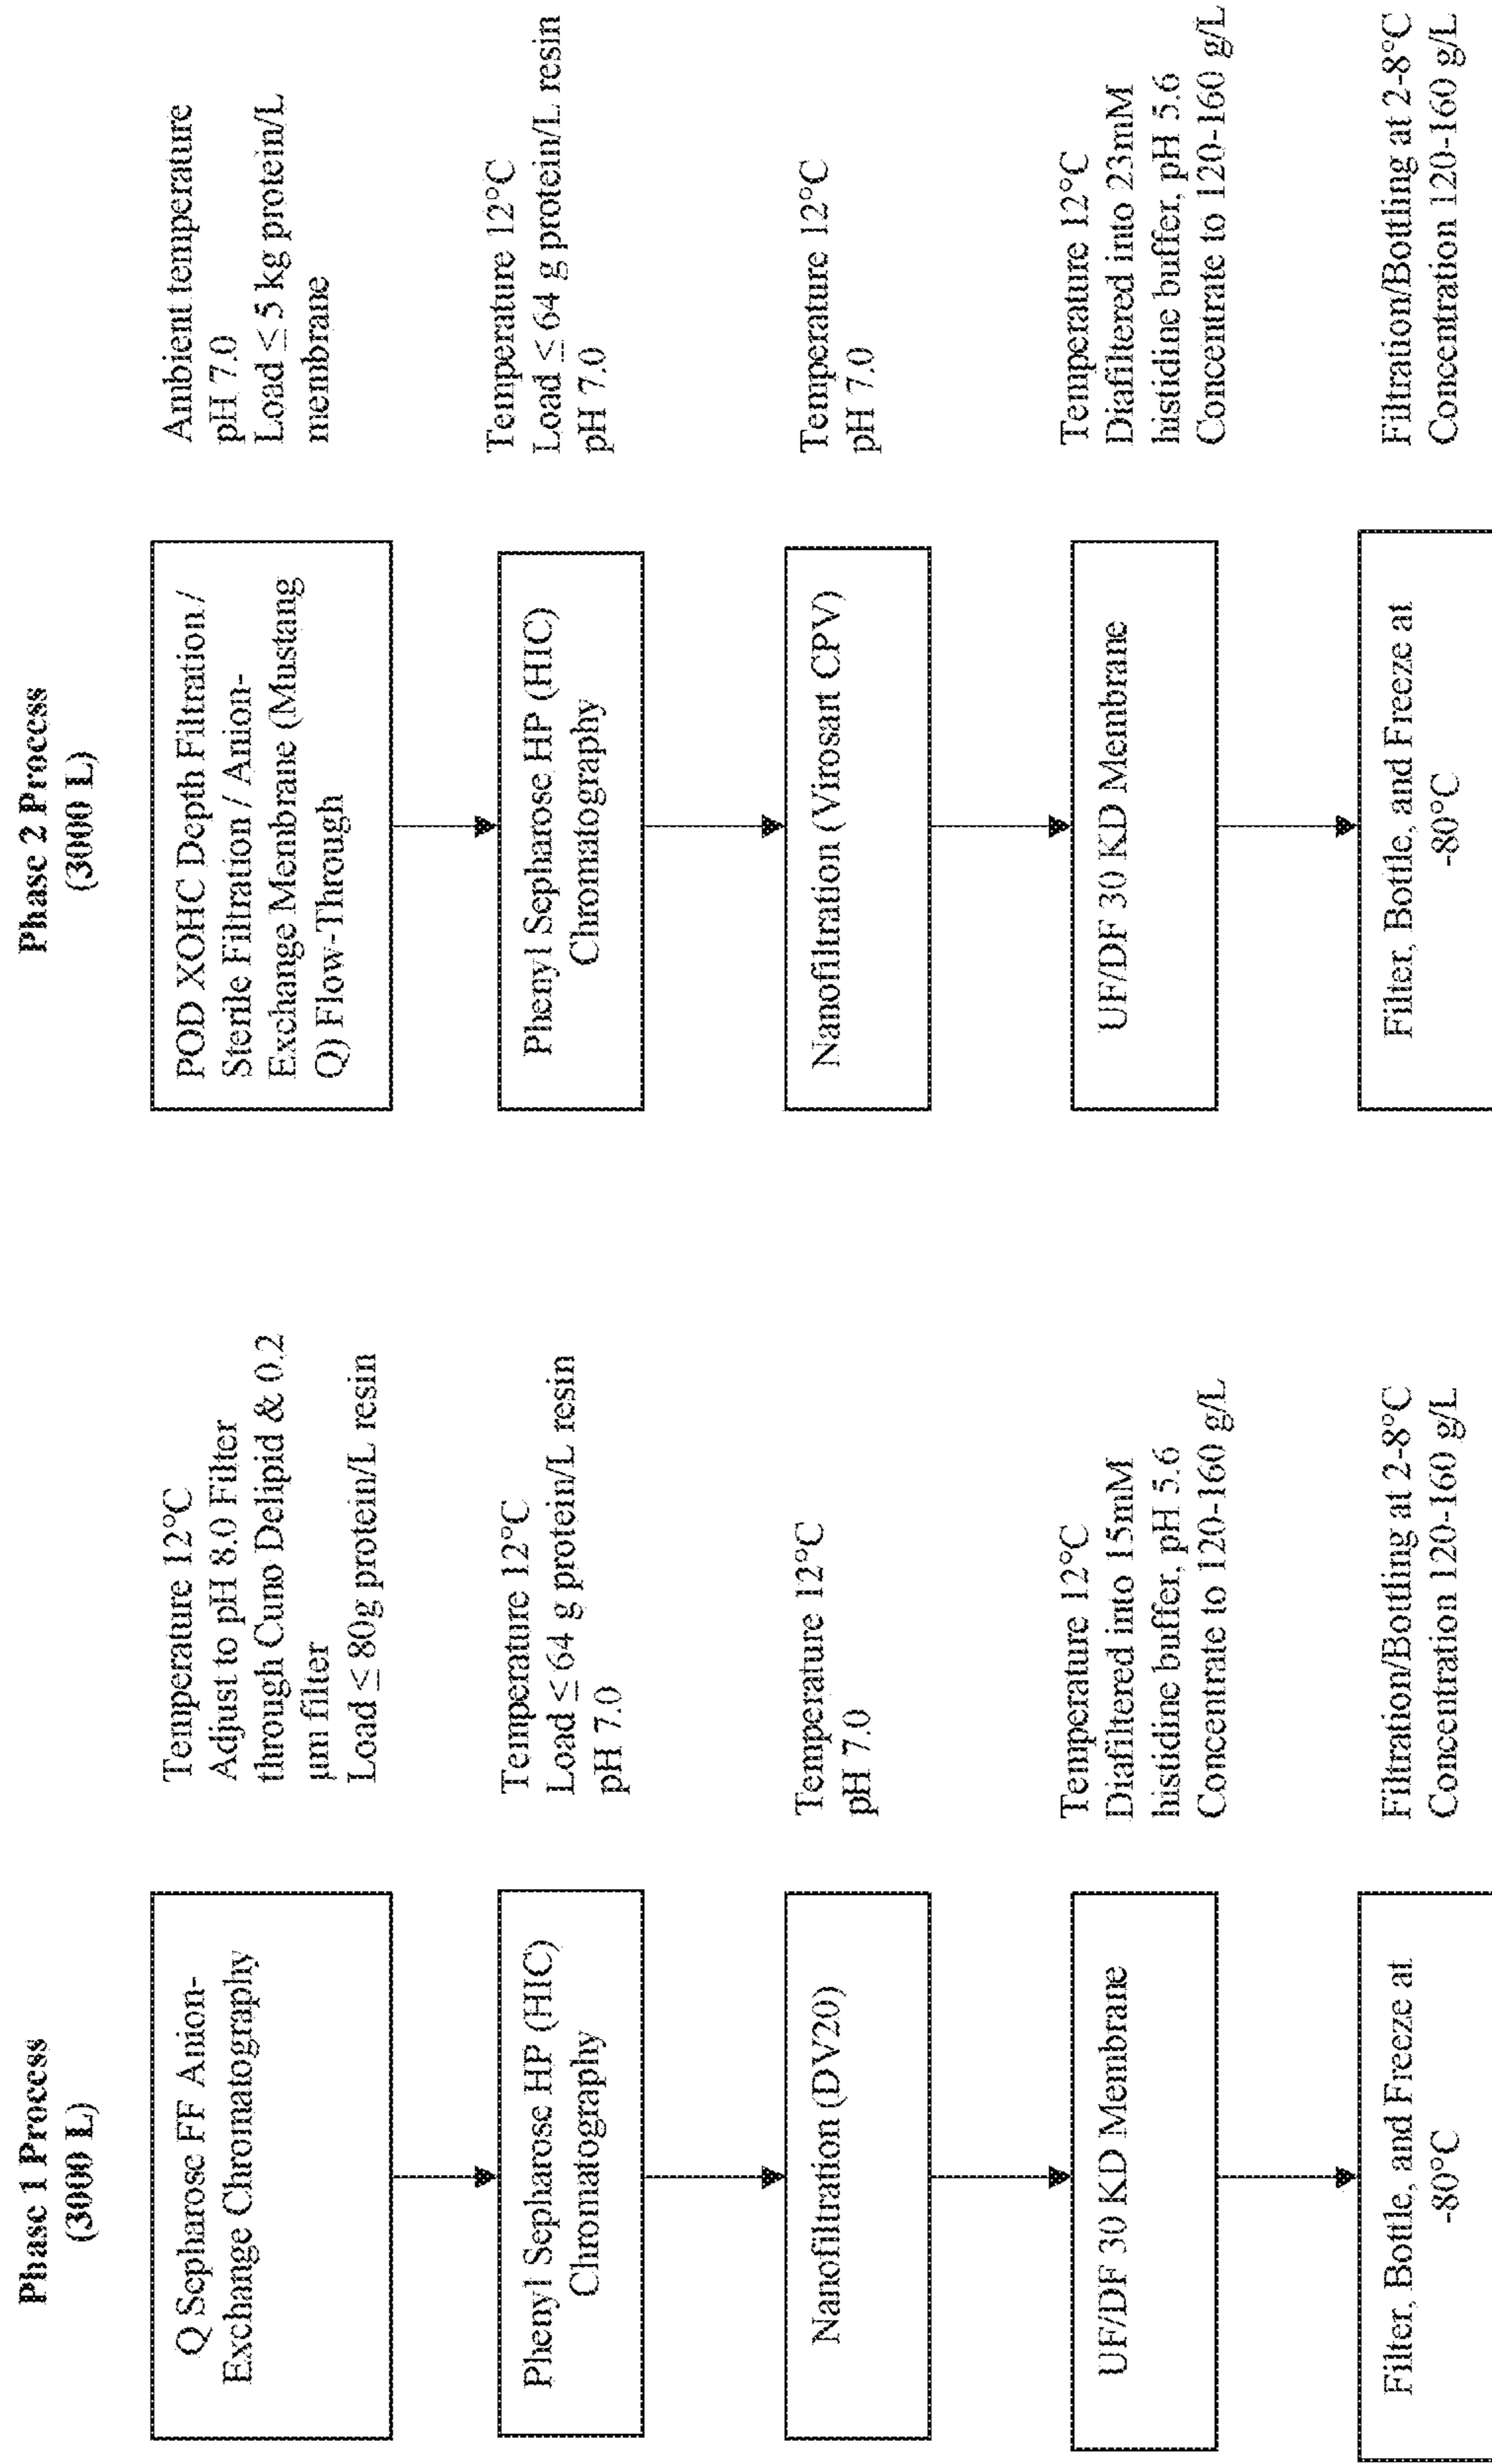 Phase 1 Process
(3000 L)
Q Sepharose FF Anion-
Exchange Chromatography
Temperature 12°C
Adjust to pH 8.0 Filter
through Cuno Delipid & 0.2
µm filter
Load ≤ 80g protein/L resin
Phenyl Sepharose HP (HIC)
Chromatography
Temperature 12°C
Load ≤ 64 g protein/L resin
pH 7.0
Nanofiltration (DV20)
Temperature 12°C
pH 7.0
UF/DF 30 KD Membrane
Temperature 12°C
Diafiltered into 15mM
histidine buffer, pH 5.6
Concentrate to 120-160 g/L
Filter, Bottle, and Freeze at
-80°C
Filtration/Bottling at 2-8°C
Concentration 120-160 g/L
Phase 2 Process
(3000 L)
POD XOHC Depth Filtration /
Sterile Filtration / Anion-
Exchange Membrane (Mustang
Q) Flow-Through
Ambient temperature
pH 7.0
Load ≤ 5 kg protein/L
membrane
Phenyl Sepharose HP (HIC)
Chromatography
Temperature 12°C
Load ≤ 64 g protein/L resin
pH 7.0
Nanofiltration (Virosart CPV)
Temperature 12°C
pH 7.0
UF/DF 30 KD Membrane
Temperature 12°C
Diafiltered into 23mM
histidine buffer, pH 5.6
Concentrate to 120-160 g/L
Filter, Bottle, and Freeze at
-80°C
Filtration/Bottling at 2-8°C
Concentration 120-160 g/L